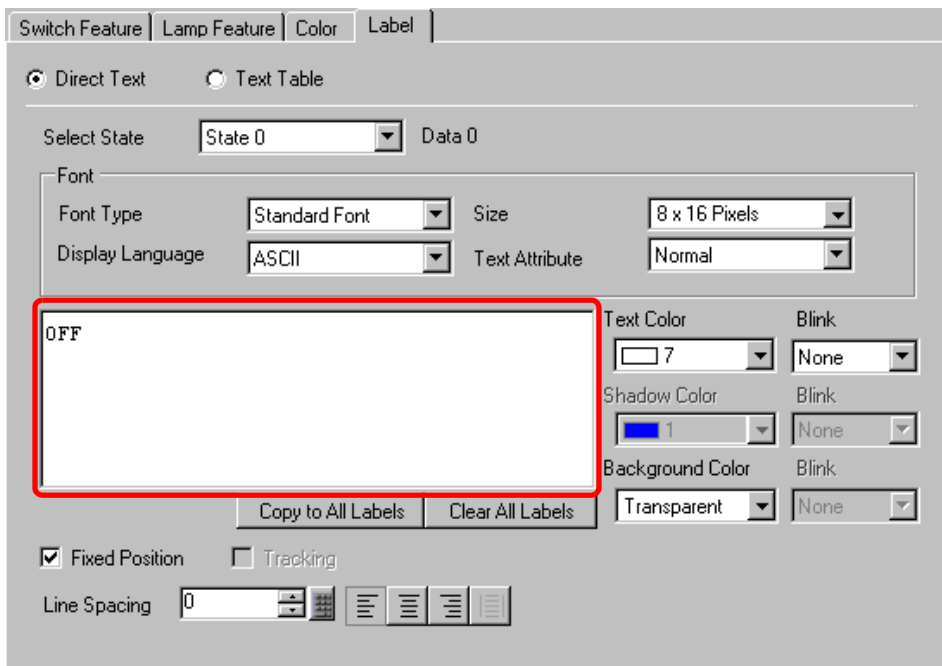 Switch Feature Lamp Feature Color Label
Direct Text Text Table
Select State State 0 Data 0
Font
Font Type Standard Font Size 8 x 16 Pixels
Display Language ASCII Text Attribute Normal
OFF
Text Color Blink
7 None
Shadow Color Blink
1 None
Background Color Blink
Transparent None
Copy to All Labels Clear All Labels
Fixed Position Tracking
Line Spacing 0